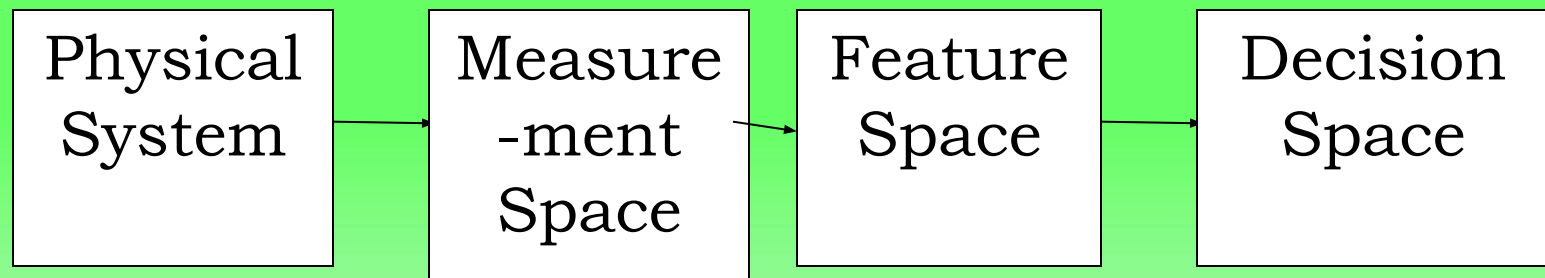 Physical
System
Measure
-ment
Space
Feature
Space
Decision
Space